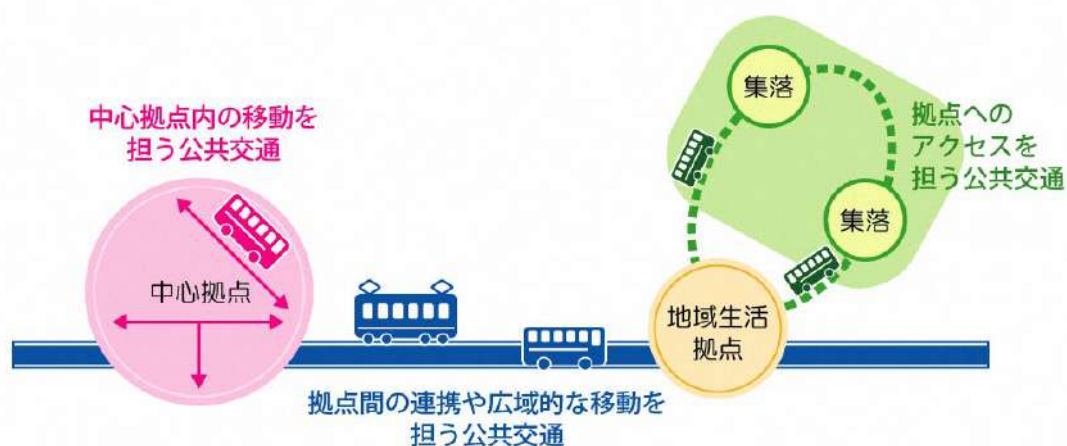 中心拠点内の移動を
担う公共交通
中心拠点
集落
集落
拠点への
アクセスを
担う公共交通
地域生活
拠点
拠点間の連携や広域的な移動を
担う公共交通